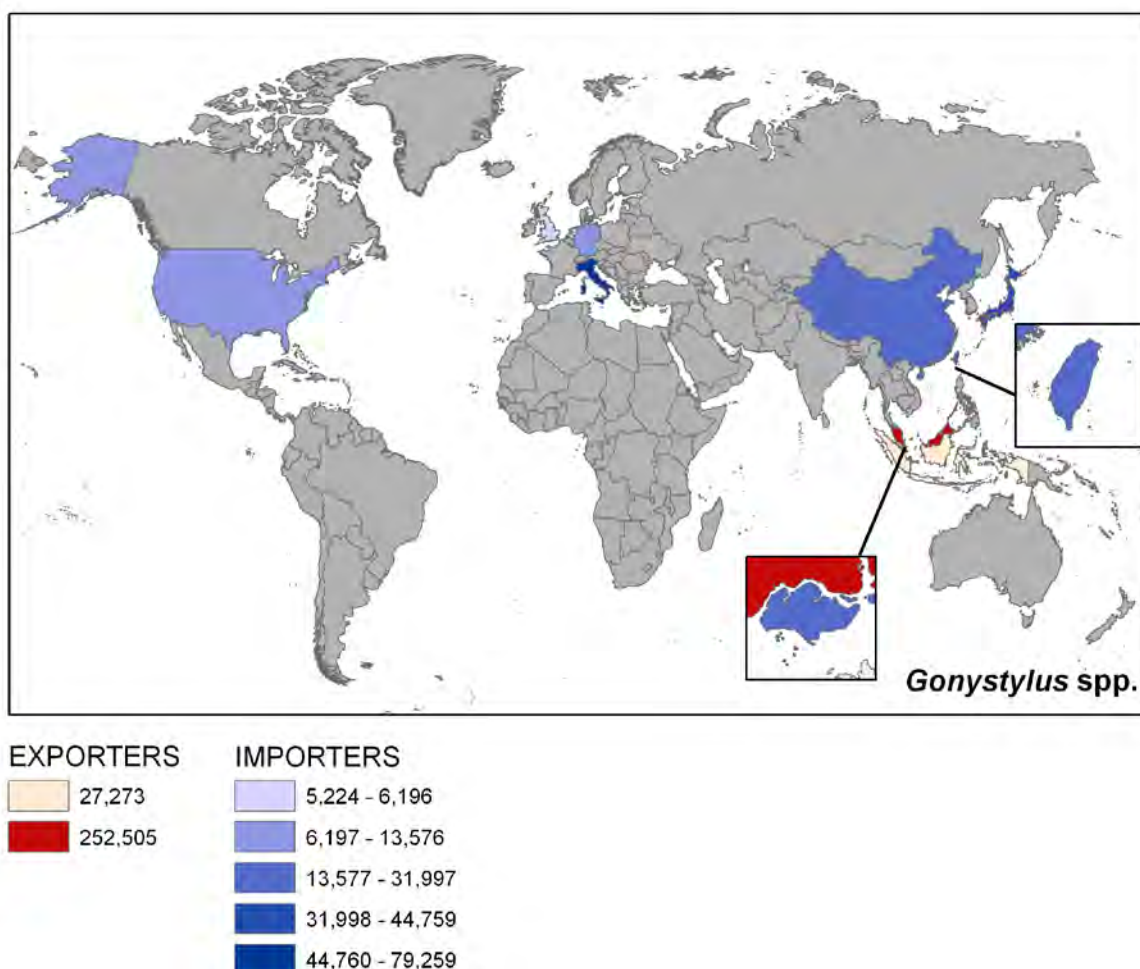 Gonystylus spp.
EXPORTERS
27,273
252,505
IMPORTERS
5,224 - 6,196
6,197 - 13,576
13,577 - 31,997
31,998 - 44,759
44,760 - 79,259